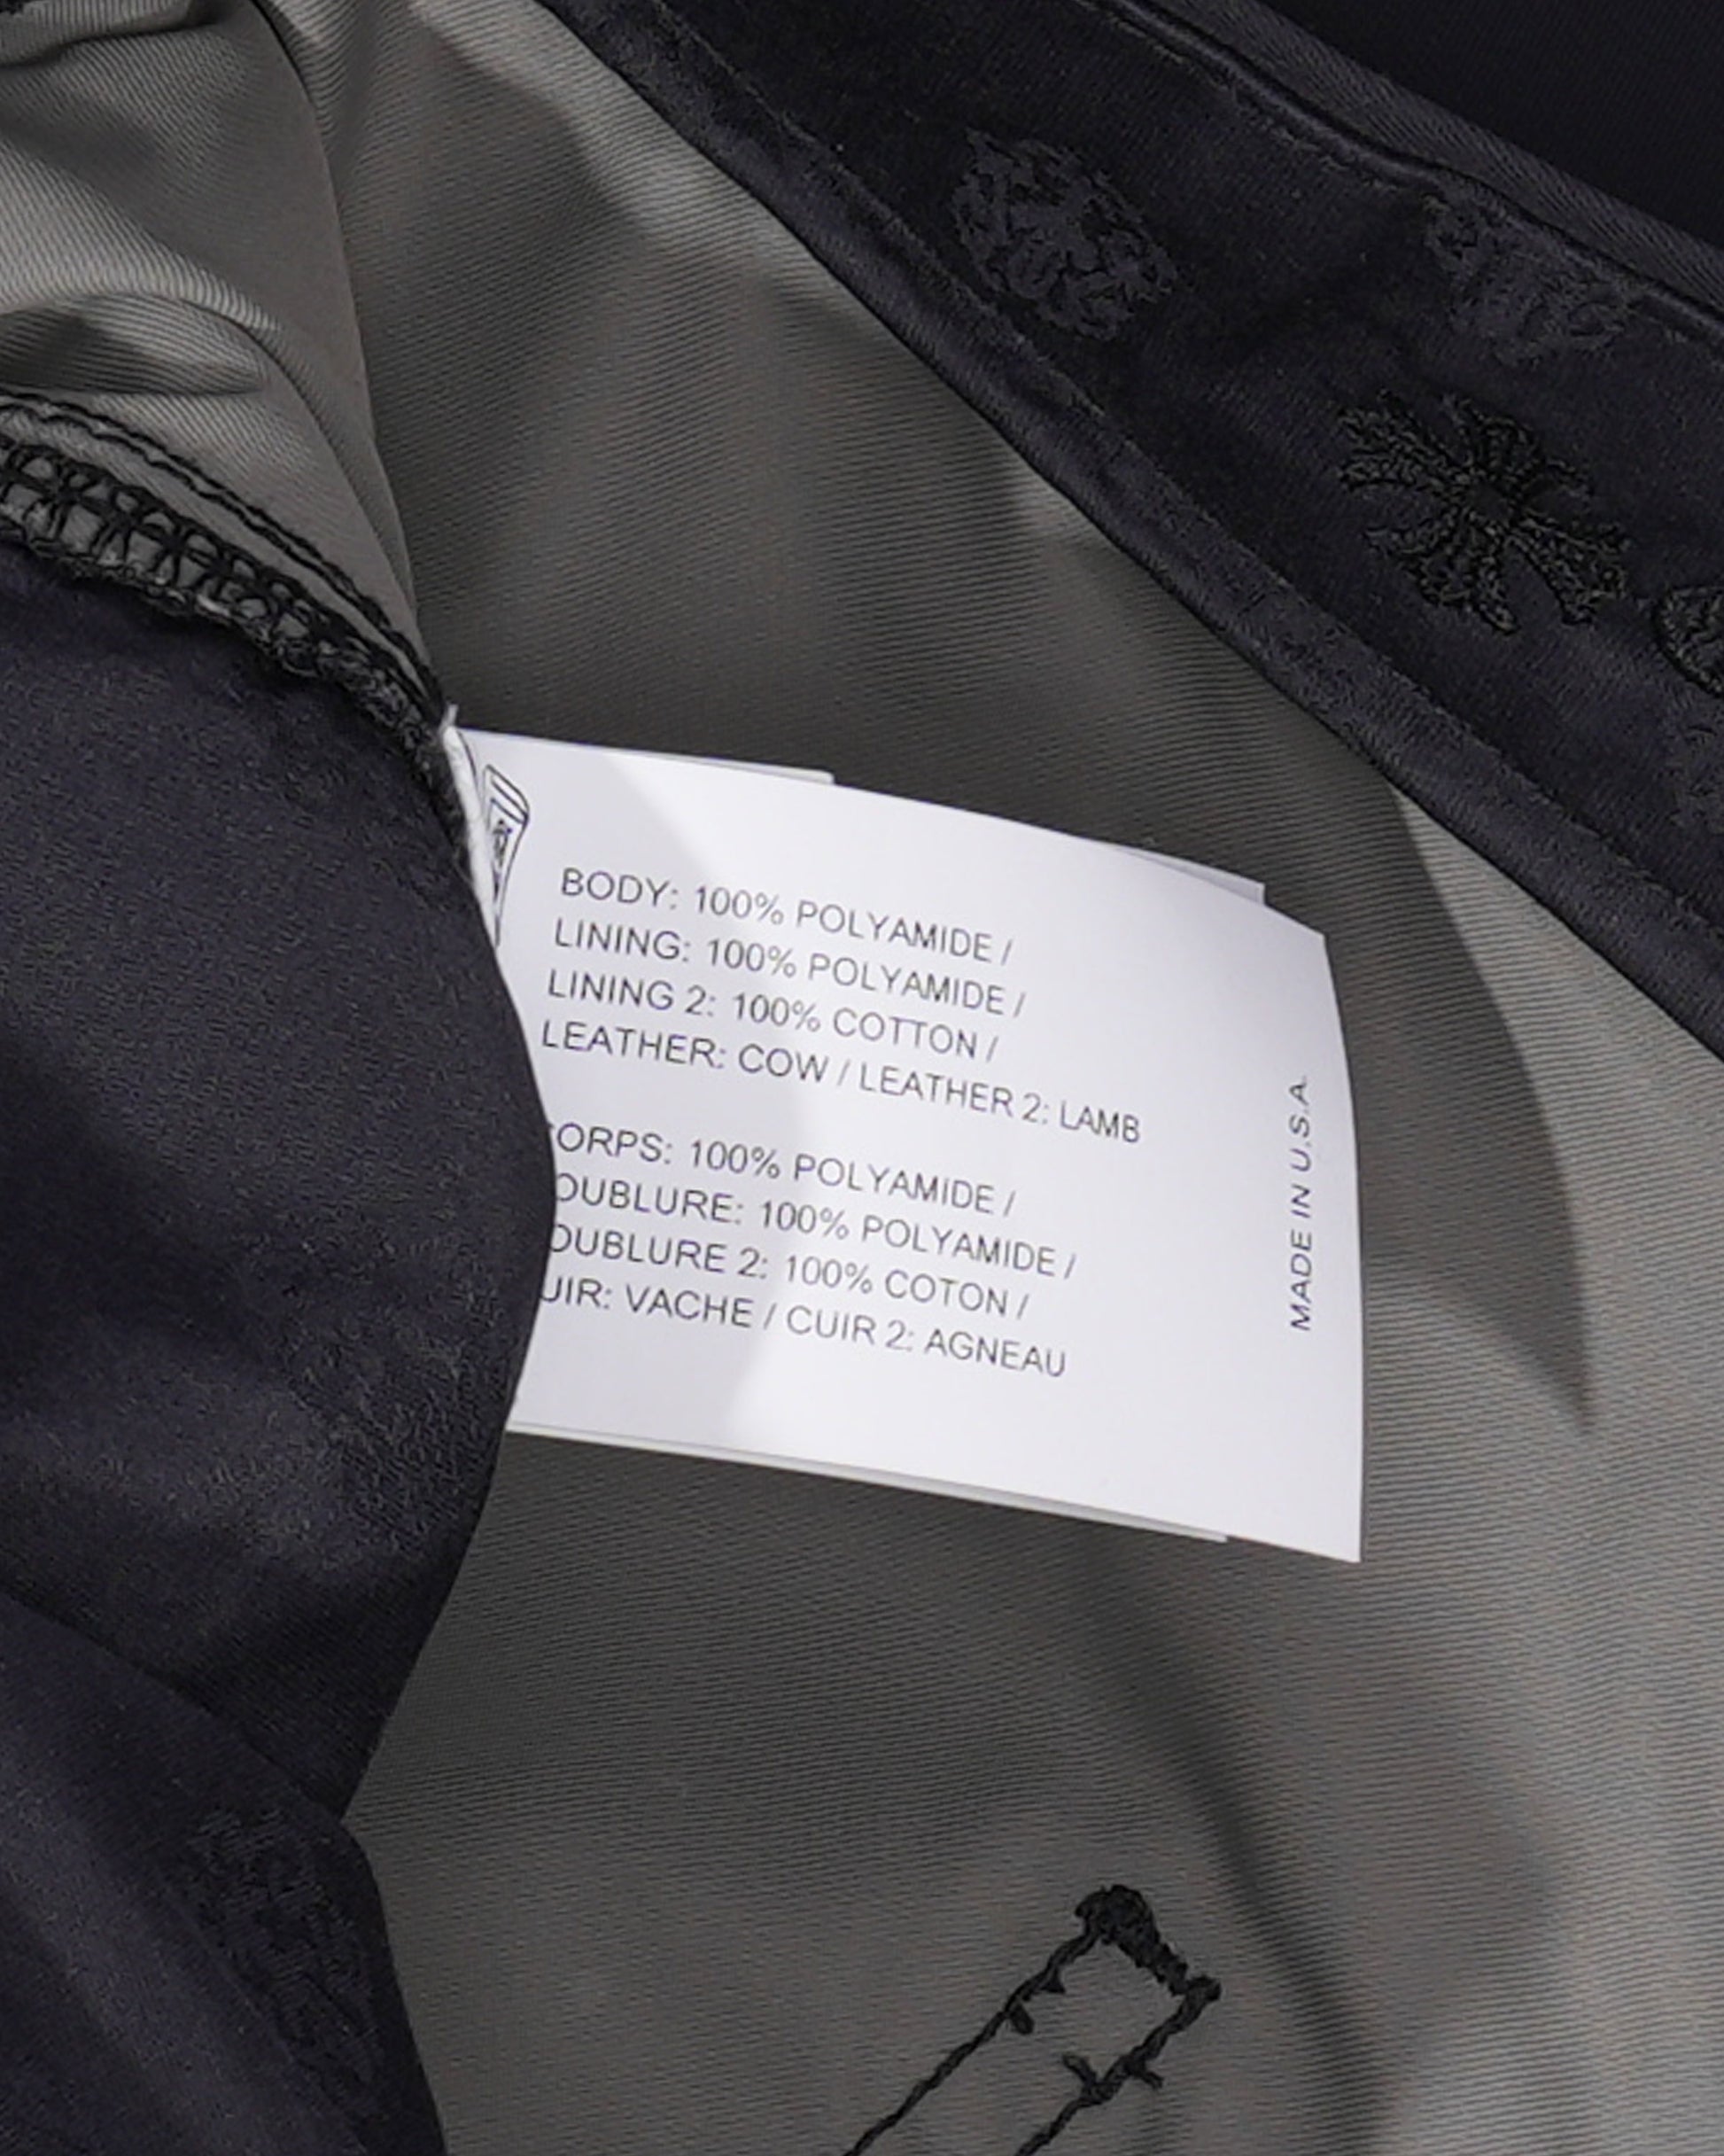 BODY: 100% POLYAMIDE /
LINING: 100% POLYAMIDE /
LINING 2: 100% COTTON /
LEATHER: COW / LEATHER 2: LAMB
ORPS: 100% POLYAMIDE /
OUBLURE: 100% POLYAMIDE /
OUBLURE 2: 100% COTON /
UIR: VACHE / CUIR 2: AGNEAU
MADE IN U.S.A.